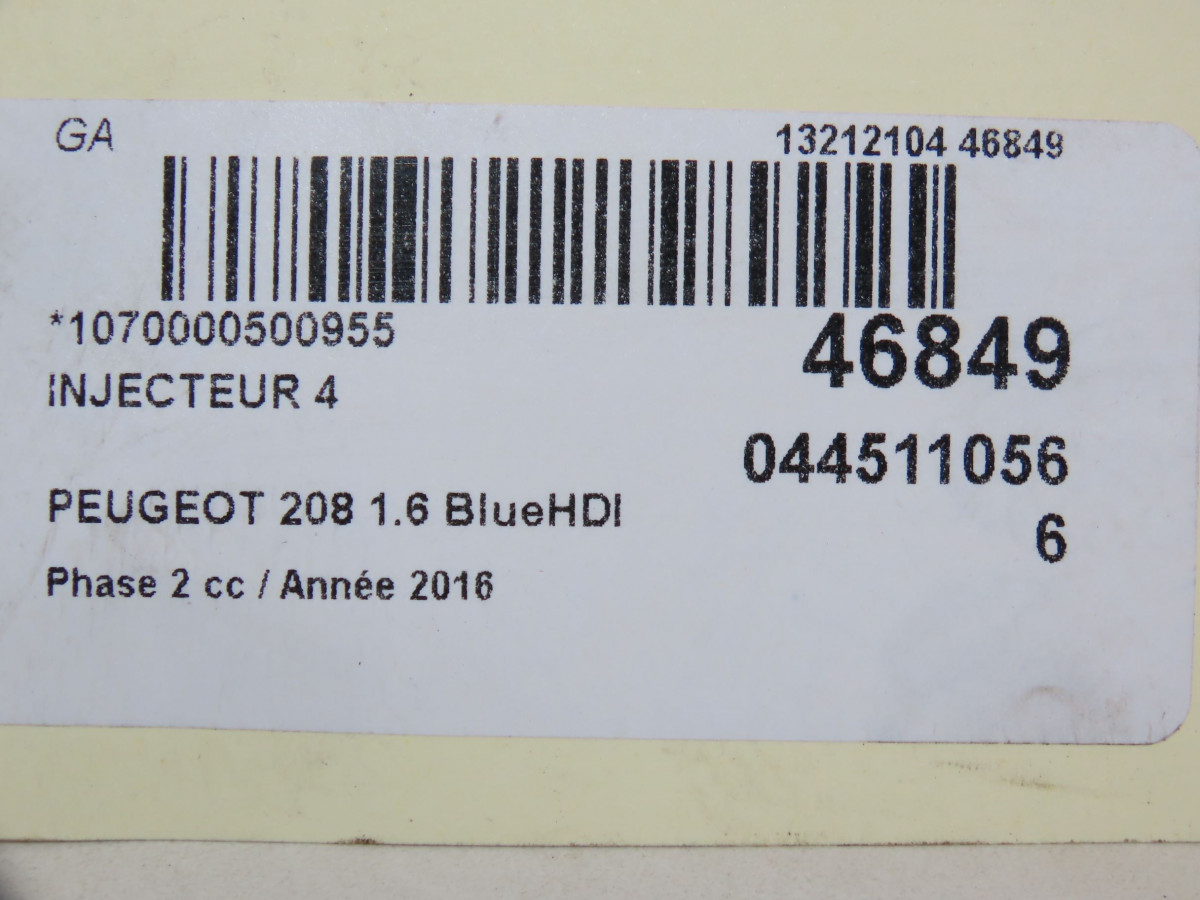 GA
13212104 46849
*1070000500955
46849
INJECTEUR 4
044511056
6
PEUGEOT 208 1.6 BlueHDI
Phase 2 cc / Année 2016